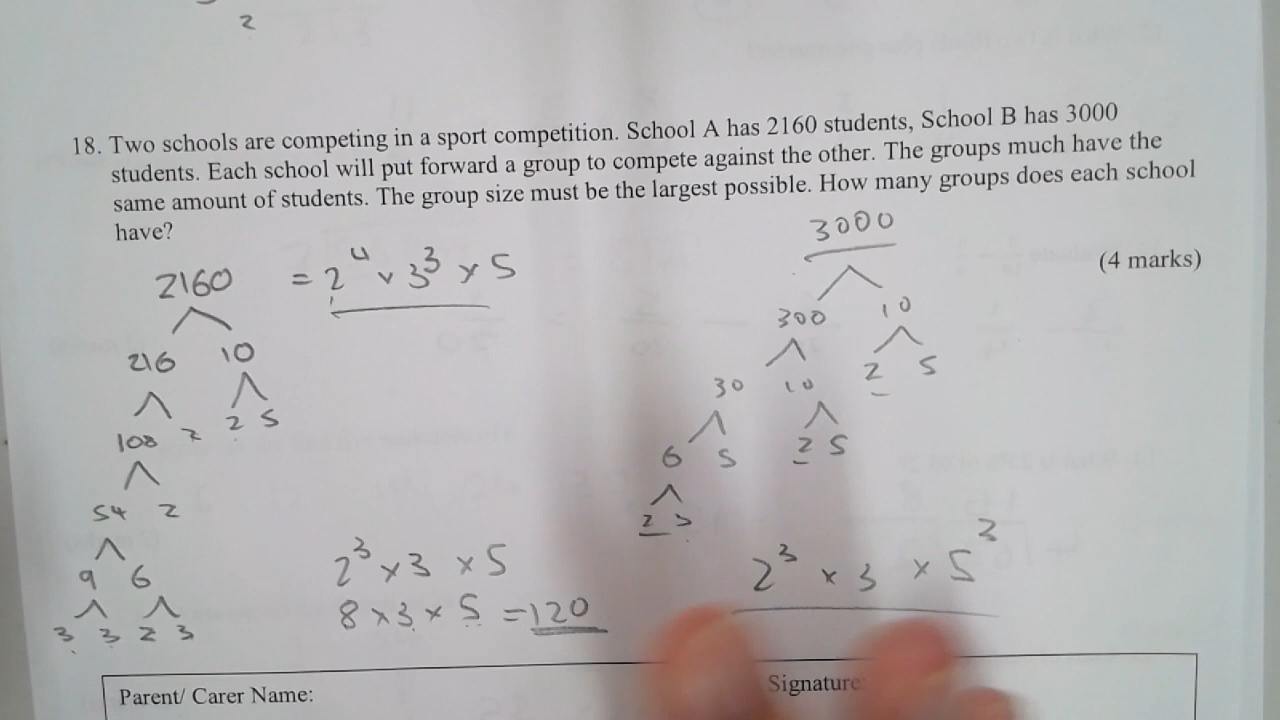 2
18. Two schools are competing in a sport competition. School A has 2160 students, School B has 3000
students. Each school will put forward a group to compete against the other. The groups much have the
same amount of students. The group size must be the largest possible. How many groups does each school
have?
(4 marks)
2160 = 2⁴ × 3³ × 5
216 10
108 2 2 5
54 2
9 6
3 3 2 3
3000
300 10
30 10 2 5
6 5 2 5
2 3
2³ × 3 × 5
8 × 3 × 5 = 120
2³ × 3 × 5³
Parent/ Carer Name:
Signature